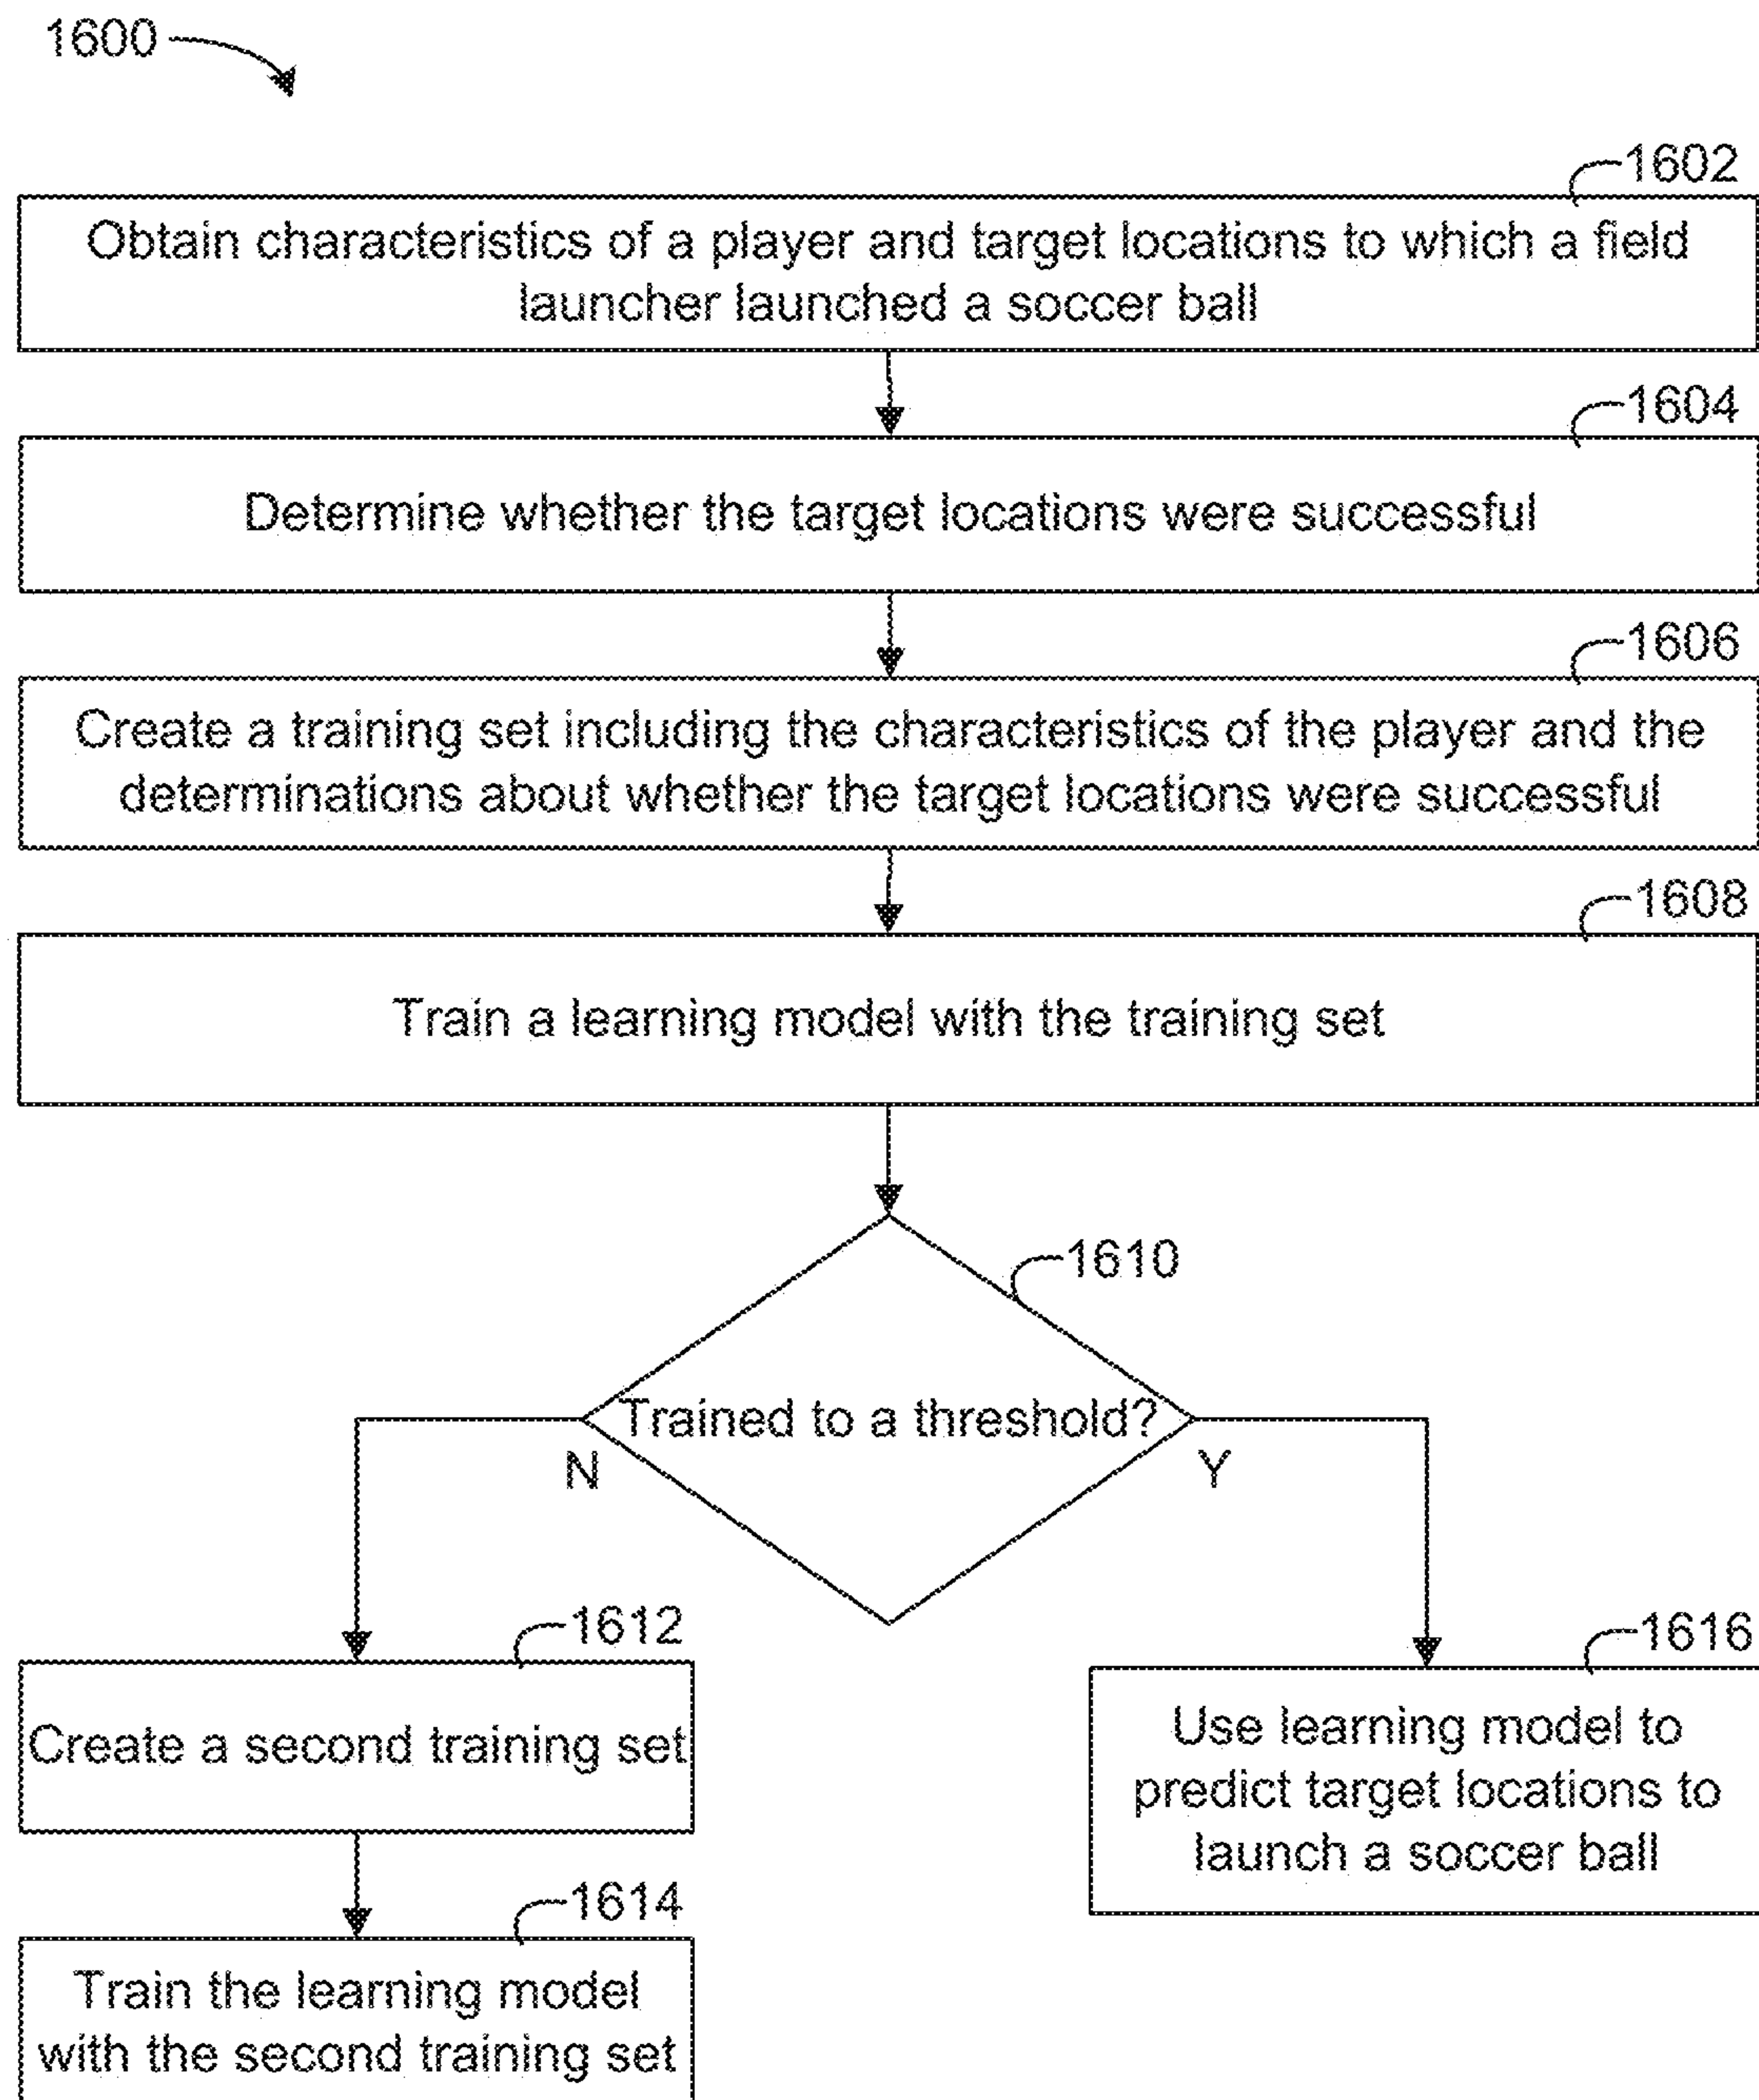 1600
1602
Obtain characteristics of a player and target locations to which a field
launcher launched a soccer ball
1604
Determine whether the target locations were successful
1606
Create a training set including the characteristics of the player and the
determinations about whether the target locations were successful
1608
Train a learning model with the training set
1610
Trained to a threshold?
N
Y
1612
Create a second training set
1616
Use learning model to
predict target locations to
launch a soccer ball
1614
Train the learning model
with the second training set